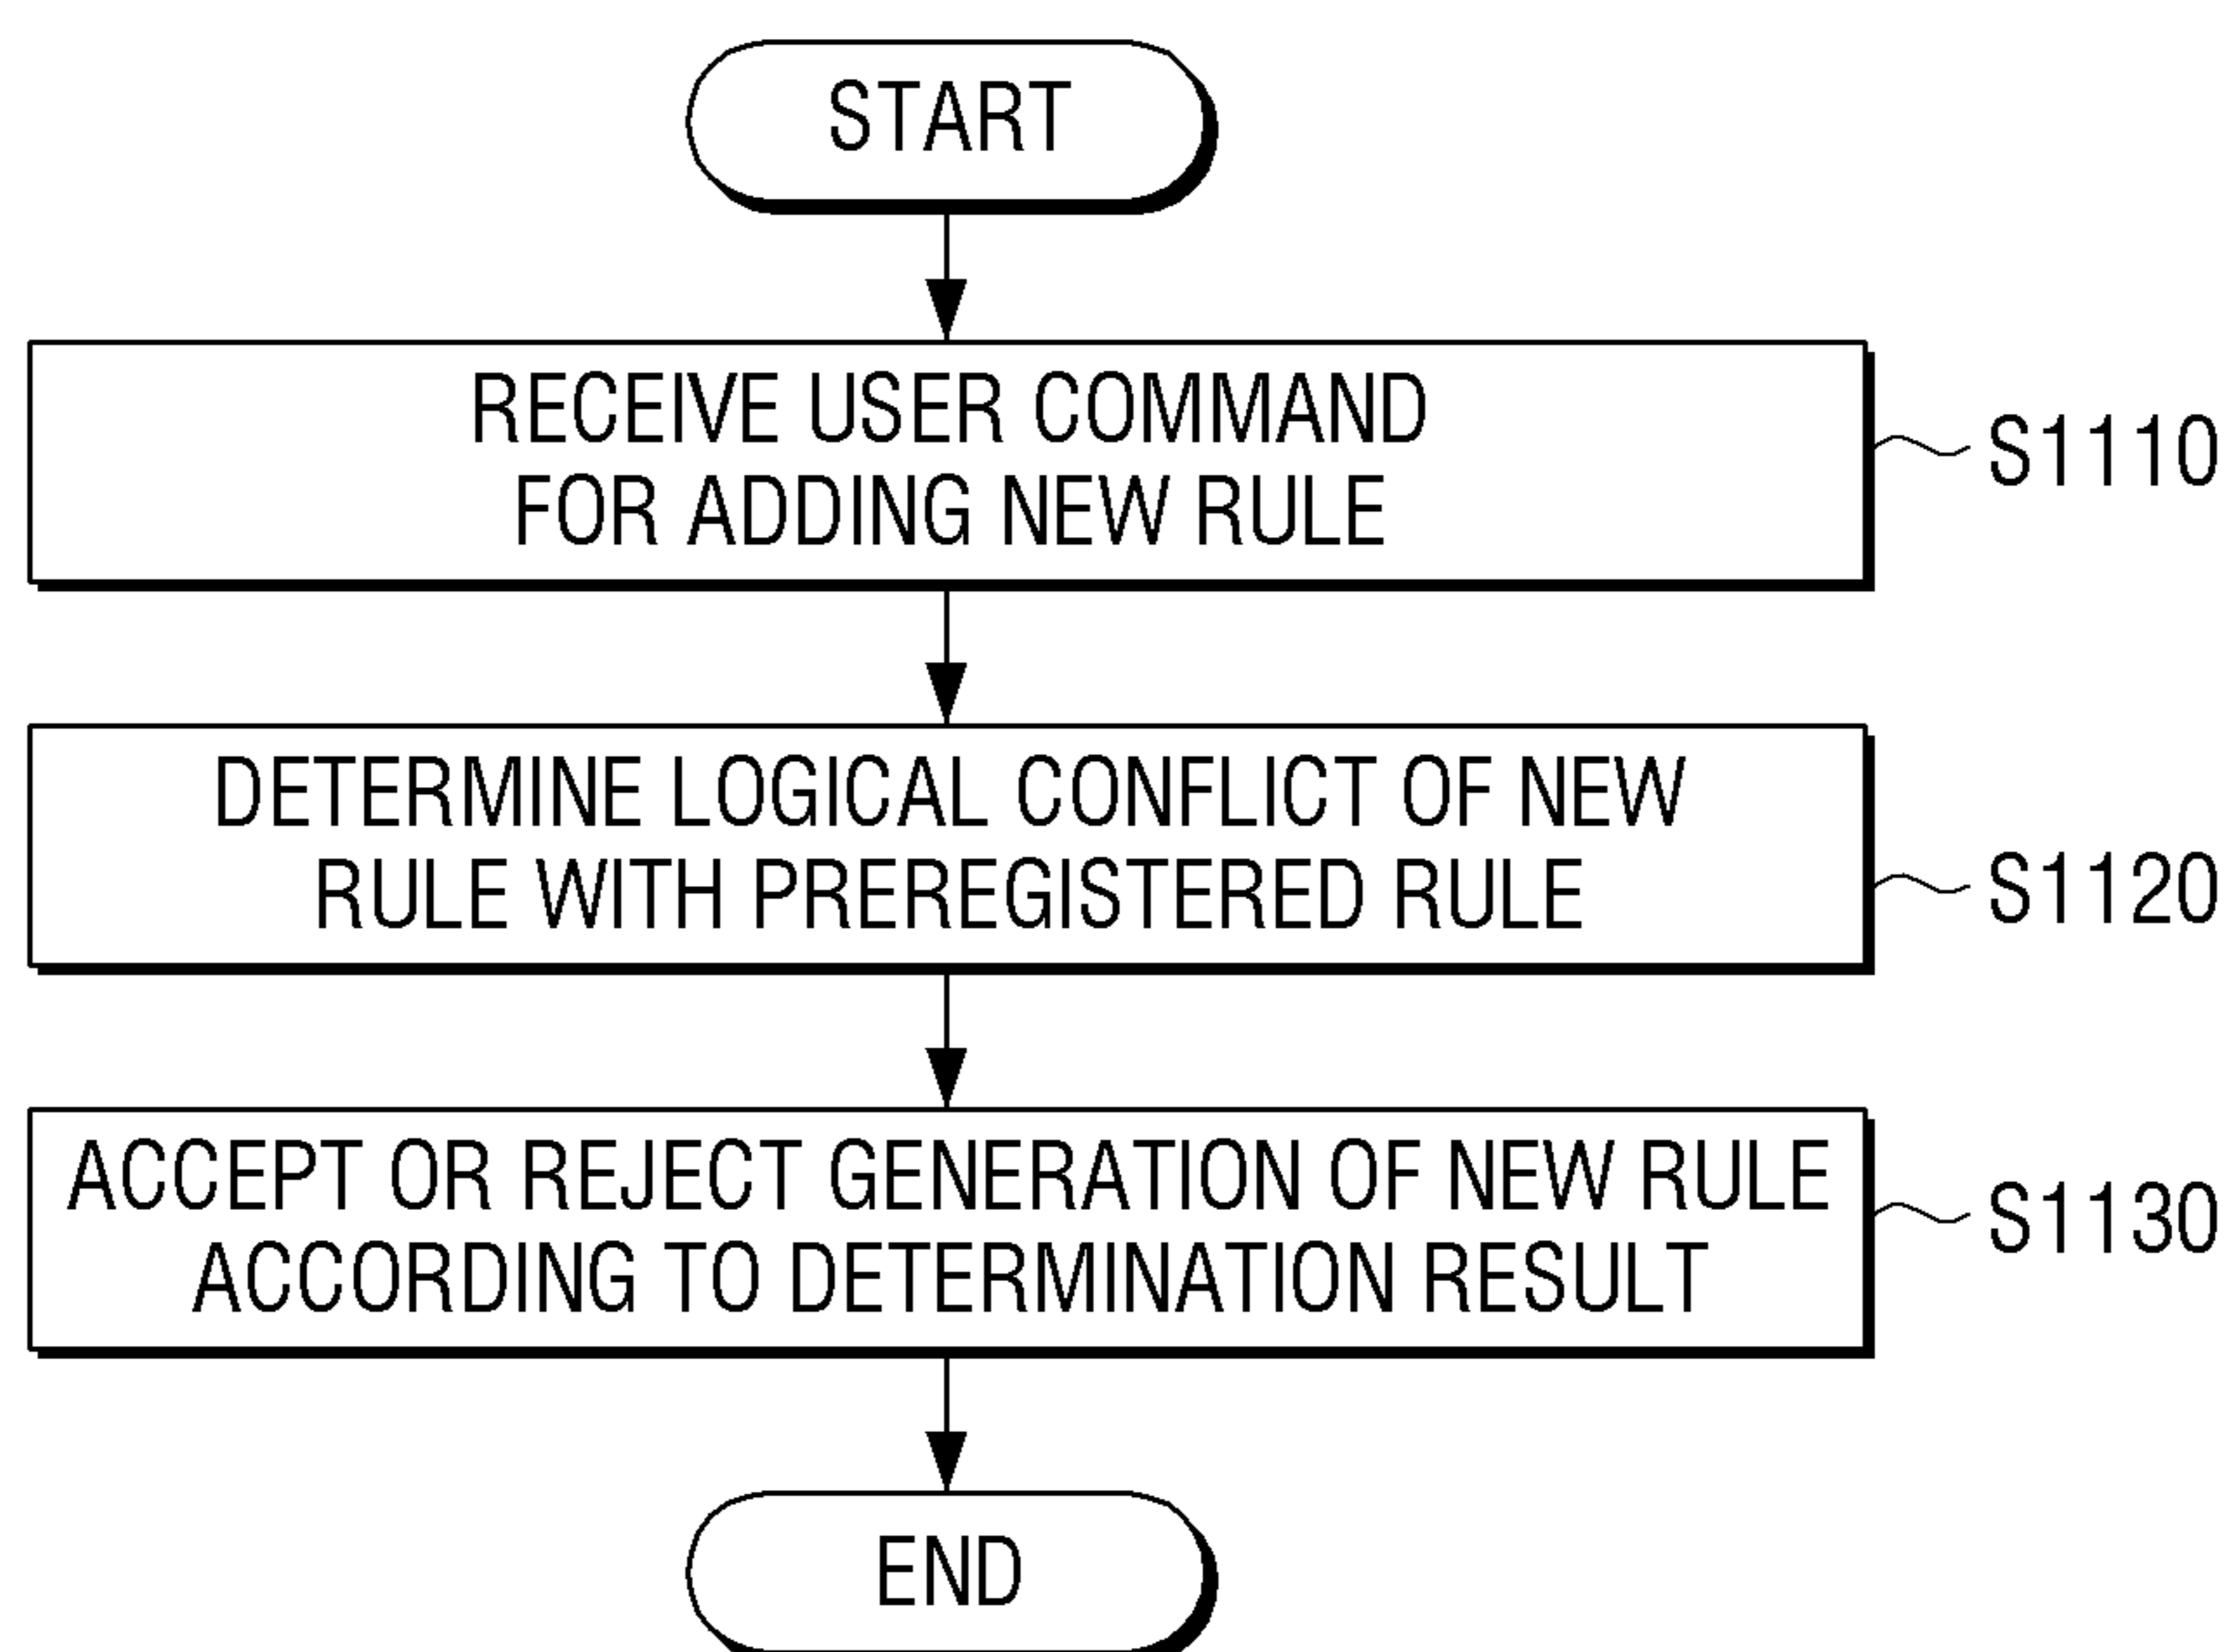 START
RECEIVE USER COMMAND
FOR ADDING NEW RULE
S1110
DETERMINE LOGICAL CONFLICT OF NEW
RULE WITH PREREGISTERED RULE
S1120
ACCEPT OR REJECT GENERATION OF NEW RULE
ACCORDING TO DETERMINATION RESULT
S1130
END